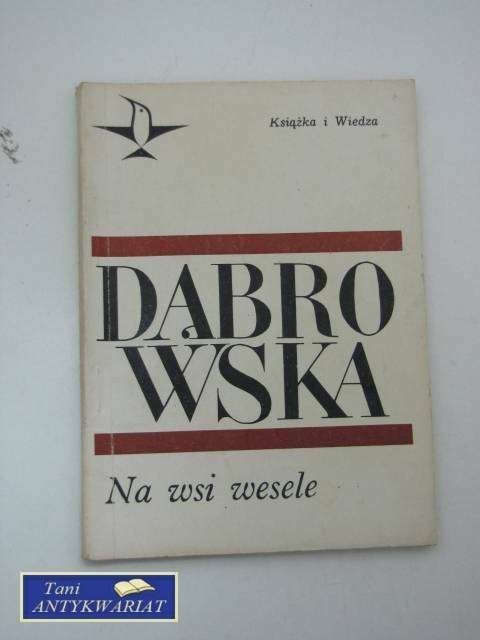 Książka i Wiedza
DĄBRO
WSKA
Na wsi wesele
Tani
ANTYKWARIAT